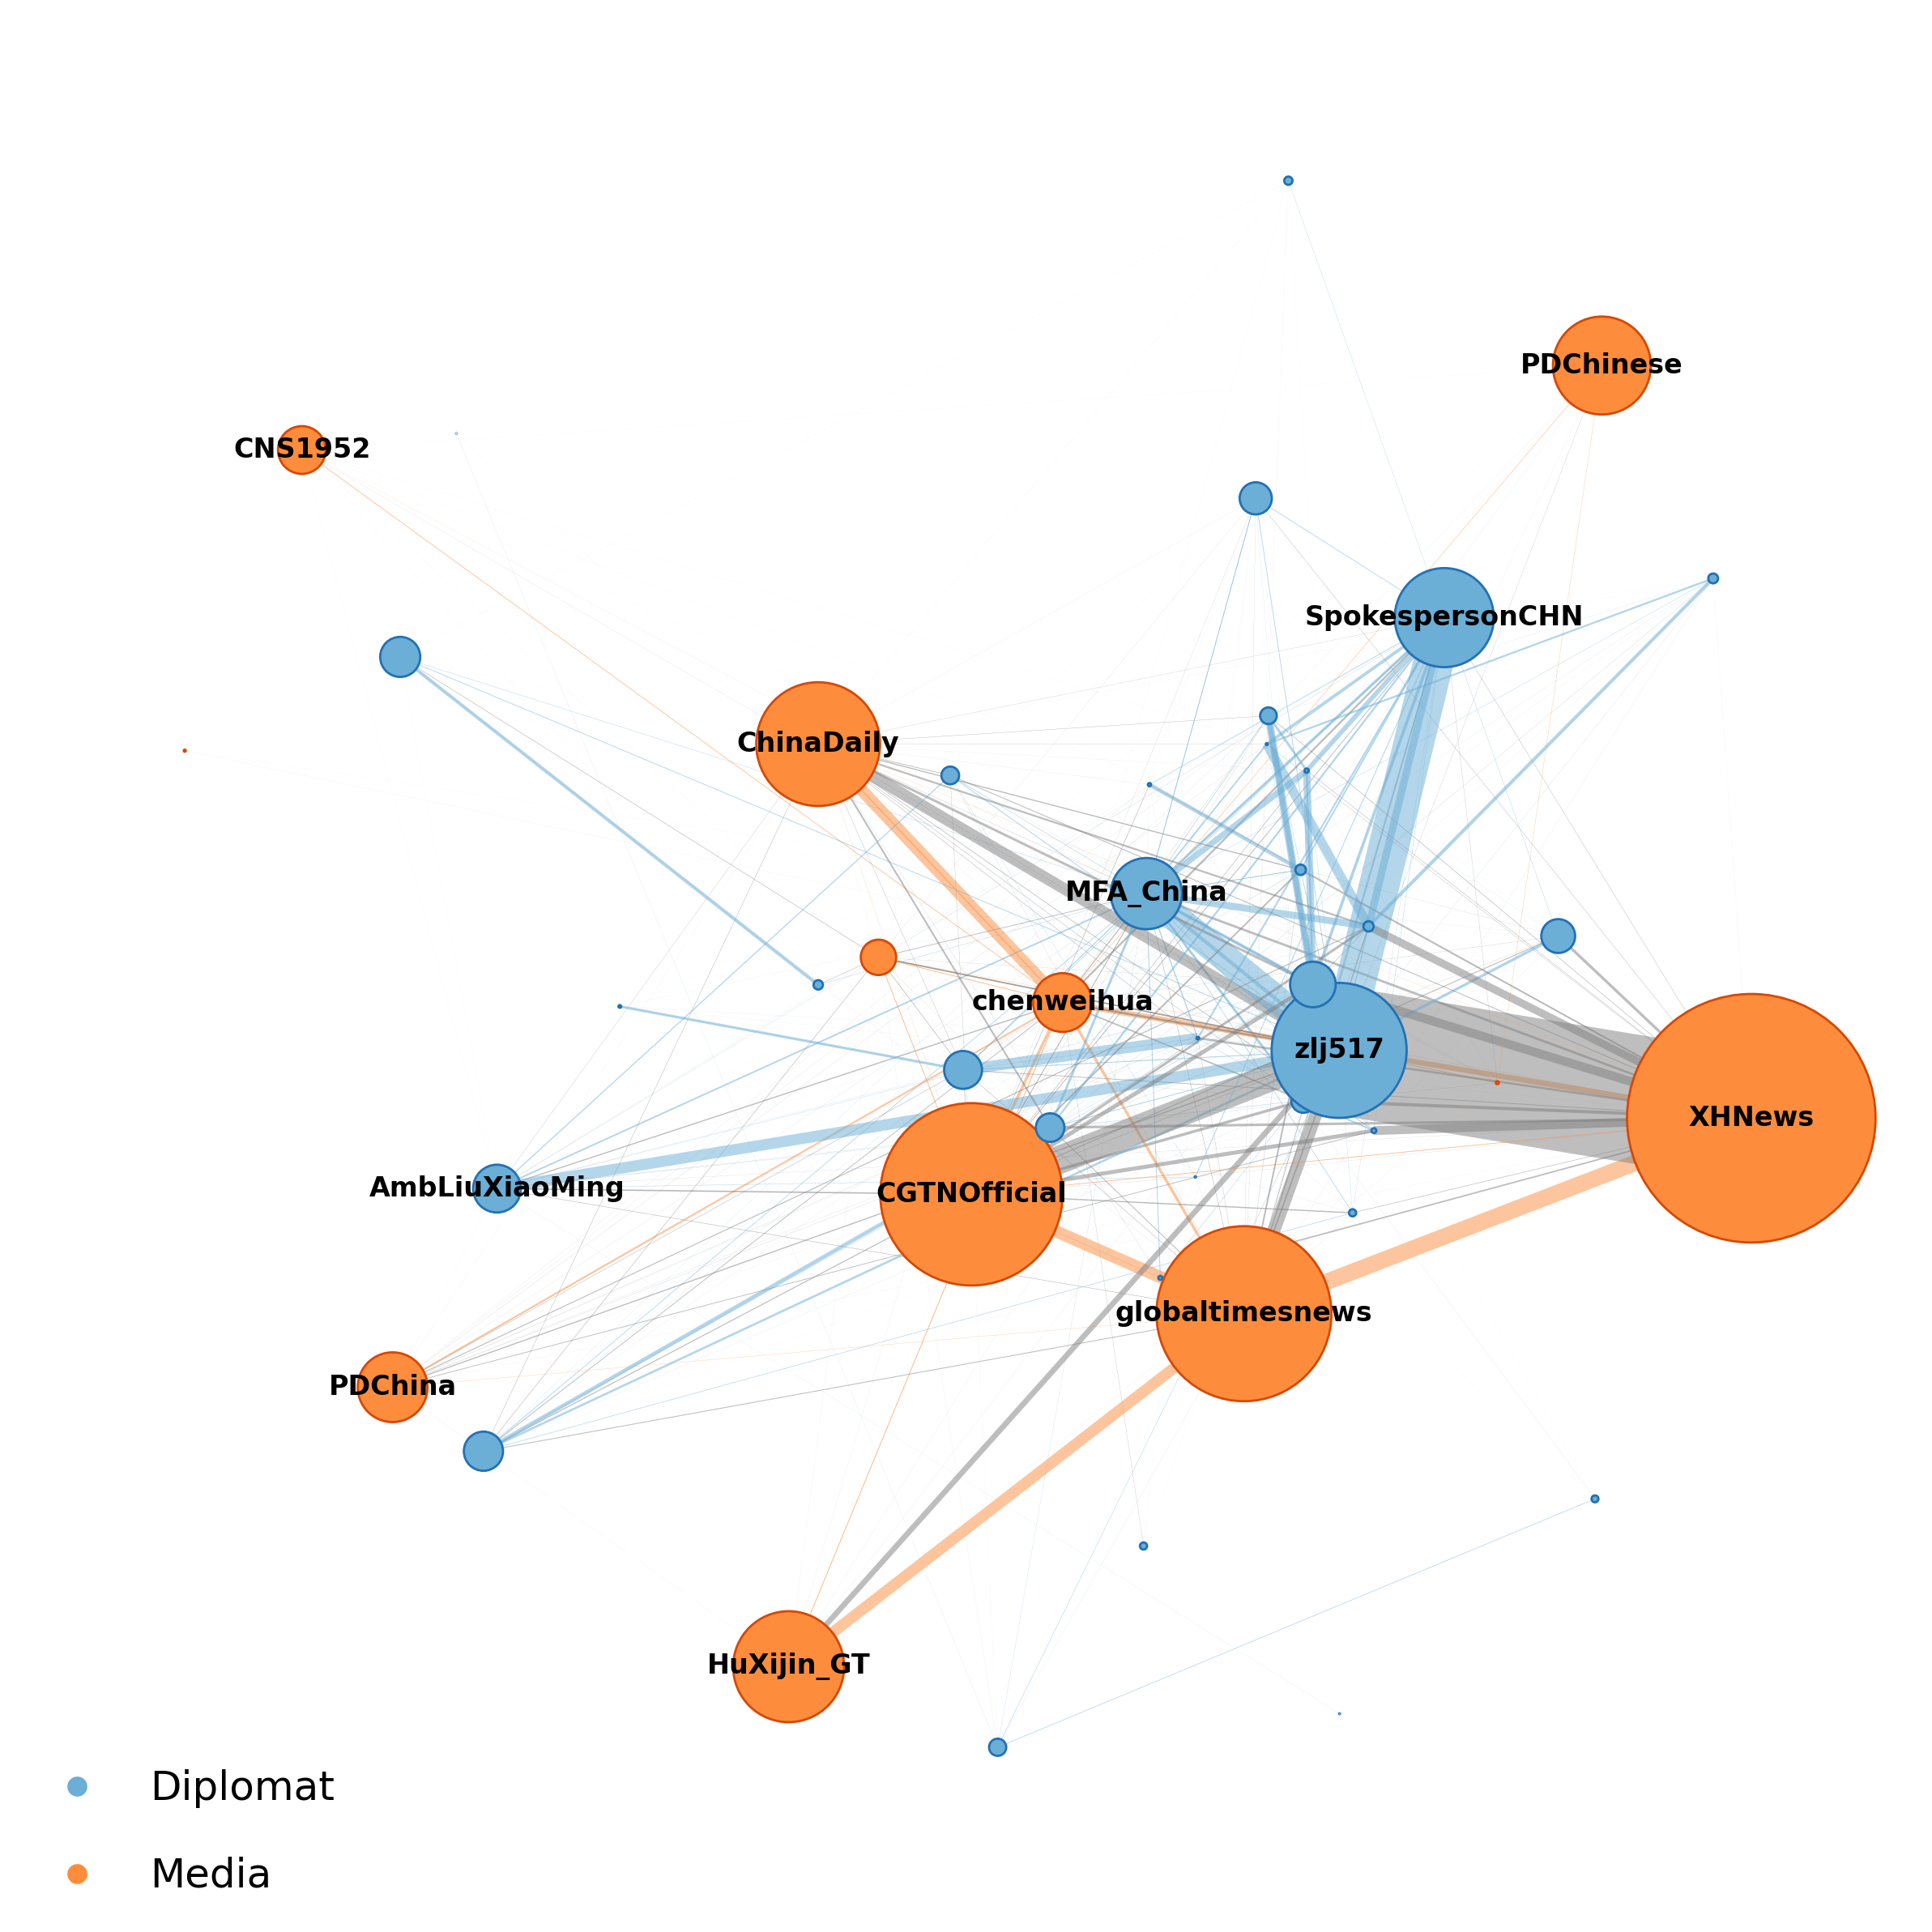 PDChinese
CNS1952
SpokespersonCHN
ChinaDaily
MFA_China
chenweihua
zlj517
XHNews
AmbLiuXiaoMing
CGTNOfficial
globaltimesnews
PDChina
HuXijin_GT
Diplomat
Media